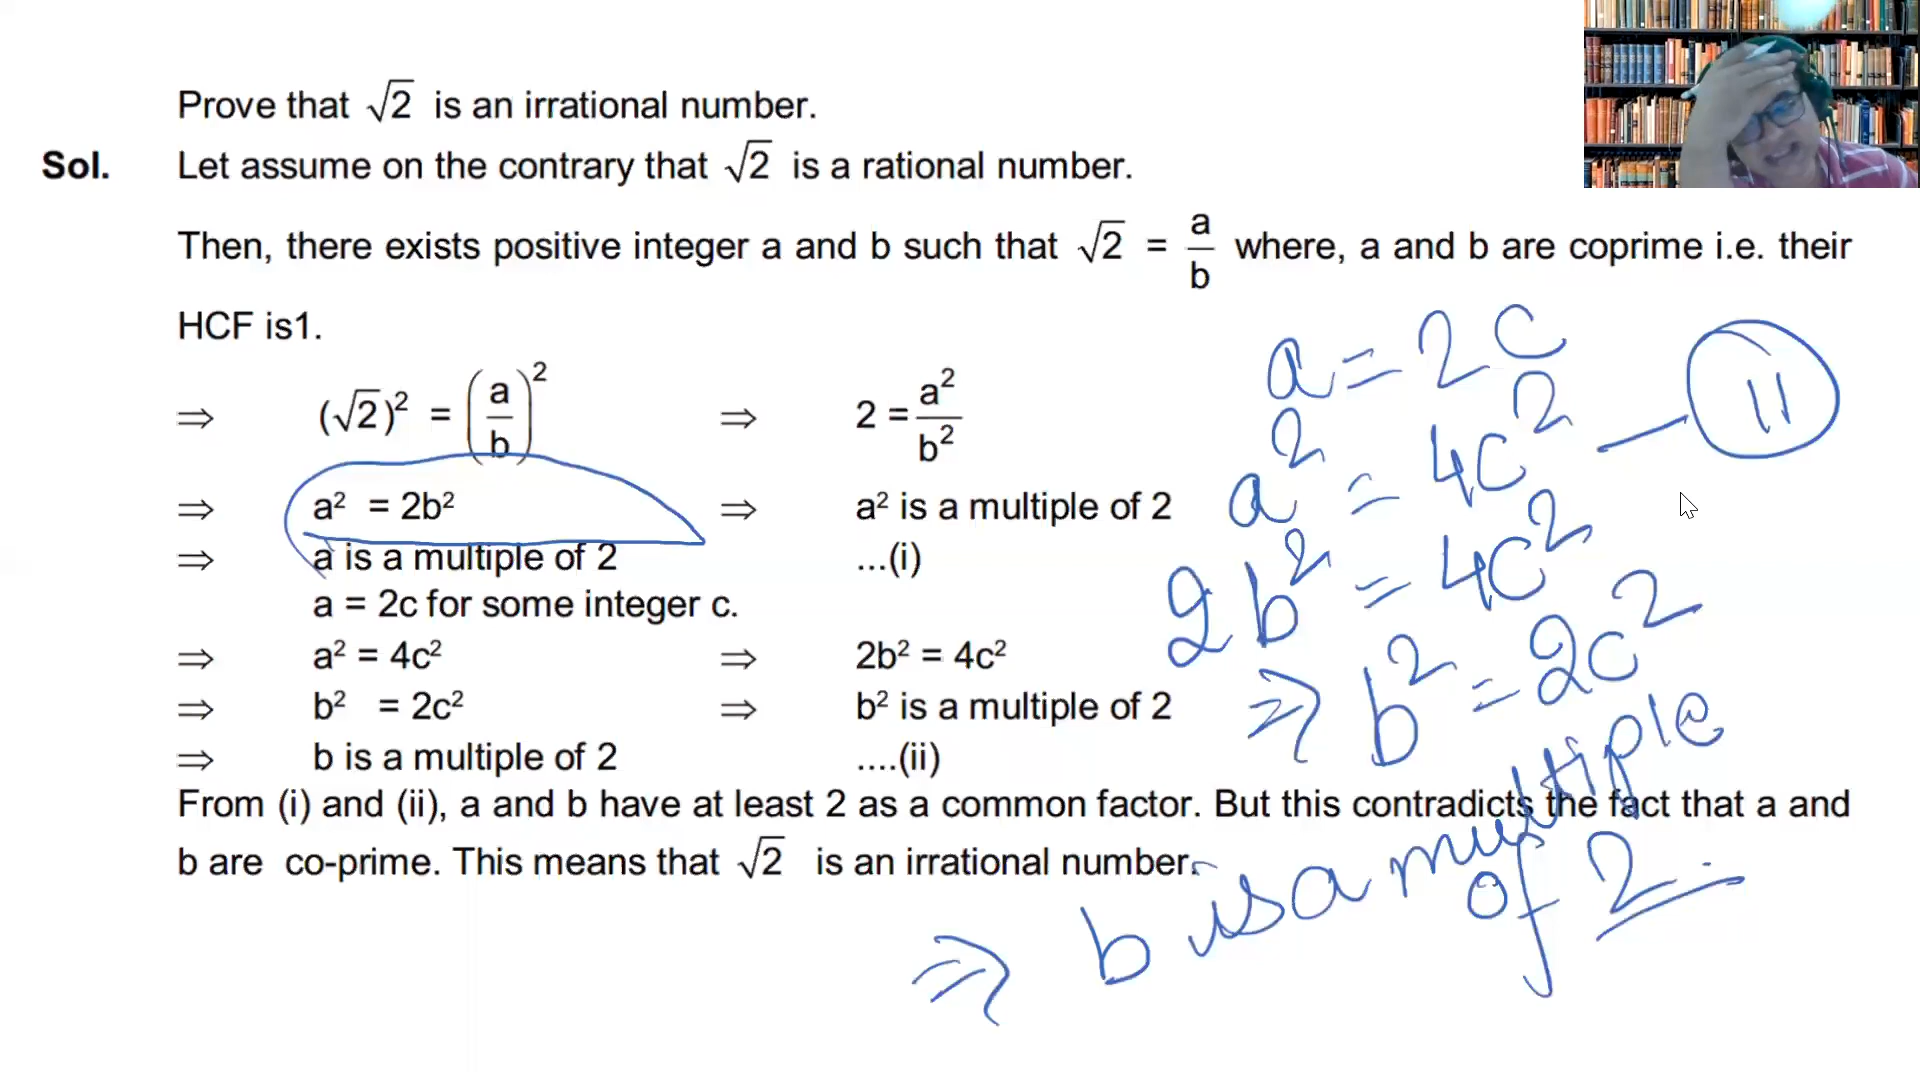 Prove that √2 is an irrational number.
Sol. Let assume on the contrary that √2 is a rational number.
Then, there exists positive integer a and b such that √2 = a/b where, a and b are coprime i.e. their
HCF is1.
⇒ (√2)² = (a/b)² ⇒ 2 = a²/b²
⇒ a² = 2b² ⇒ a² is a multiple of 2
⇒ a is a multiple of 2 ...(i)
a = 2c for some integer c.
⇒ a² = 4c² ⇒ 2b² = 4c²
⇒ b² = 2c² ⇒ b² is a multiple of 2
⇒ b is a multiple of 2 ....(ii)
From (i) and (ii), a and b have at least 2 as a common factor. But this contradicts the fact that a and
b are co-prime. This means that √2 is an irrational number.
a = 2c
a² = 4c² — 11
2b² = 4c²
⇒ b² = 2c²
⇒ b is a multiple
of 2.